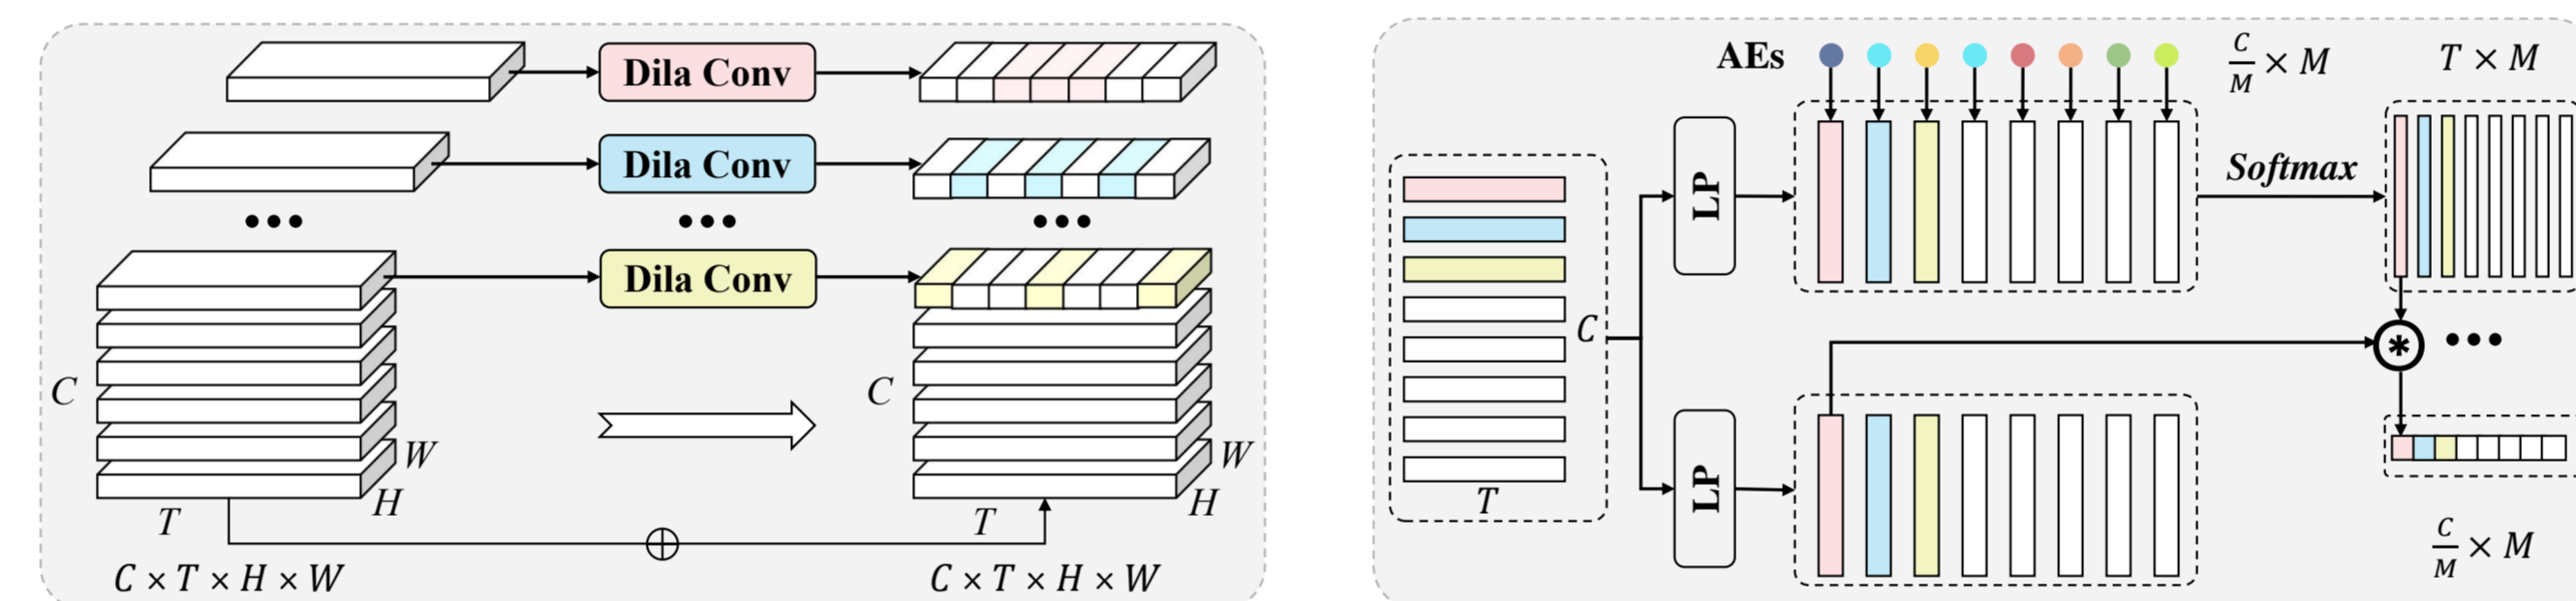 Dila Conv
Dila Conv
••• ••• •••
Dila Conv
C C
W W
H H
T T
C × T × H × W C × T × H × W
AEs
C/M × M
T × M
LP
Softmax
C
T
•••
LP
C/M × M